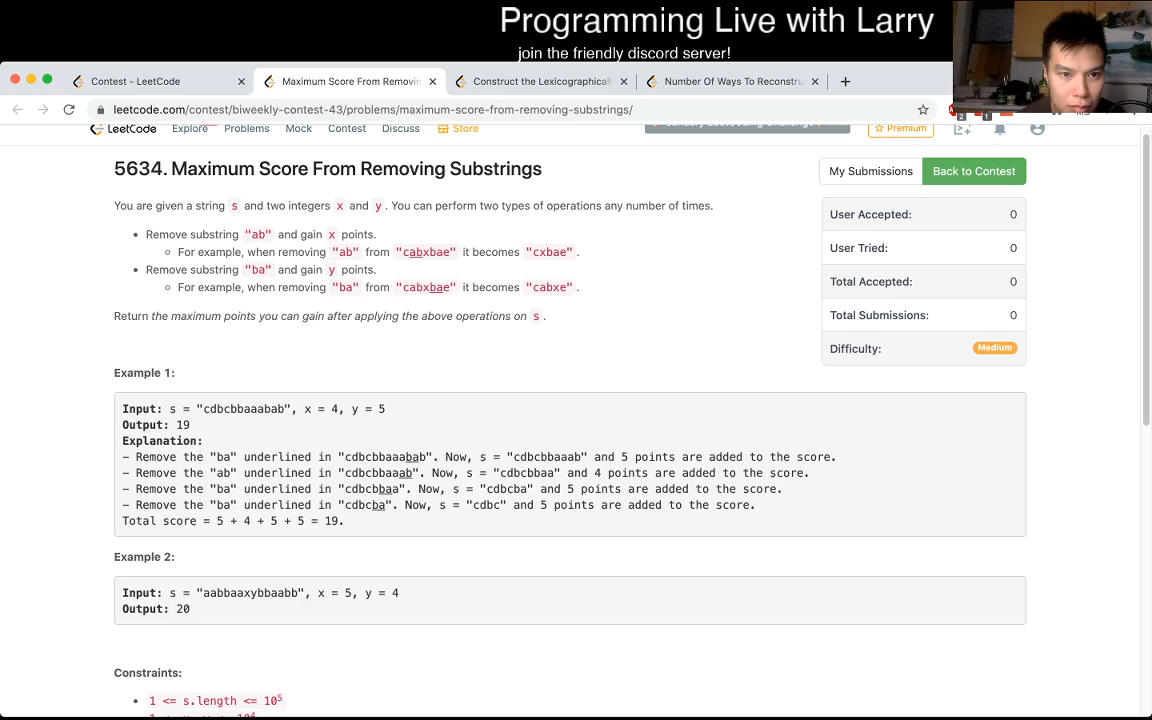 Programming Live with Larry
join the friendly discord server!
Contest - LeetCode
Maximum Score From Removin
Construct the Lexicographical
Number Of Ways To Reconstru
leetcode.com/contest/biweekly-contest-43/problems/maximum-score-from-removing-substrings/
2
1
LeetCode
Explore
Problems
Mock
Contest
Discuss
Store
Premium
5634. Maximum Score From Removing Substrings
My Submissions
Back to Contest
You are given a string s and two integers x and y. You can perform two types of operations any number of times.
• Remove substring "ab" and gain x points.
○ For example, when removing "ab" from "cabxbae" it becomes "cxbae".
• Remove substring "ba" and gain y points.
○ For example, when removing "ba" from "cabxbae" it becomes "cabxe".
Return the maximum points you can gain after applying the above operations on s.
User Accepted: 0
User Tried: 0
Total Accepted: 0
Total Submissions: 0
Difficulty: Medium
Example 1:
Input: s = "cdbcbbaaabab", x = 4, y = 5
Output: 19
Explanation:
- Remove the "ba" underlined in "cdbcbbaaabab". Now, s = "cdbcbbaaab" and 5 points are added to the score.
- Remove the "ab" underlined in "cdbcbbaaab". Now, s = "cdbcbbaa" and 4 points are added to the score.
- Remove the "ba" underlined in "cdbcbbaa". Now, s = "cdbcba" and 5 points are added to the score.
- Remove the "ba" underlined in "cdbcba". Now, s = "cdbc" and 5 points are added to the score.
Total score = 5 + 4 + 5 + 5 = 19.
Example 2:
Input: s = "aabbaaxybbaabb", x = 5, y = 4
Output: 20
Constraints:
• 1 <= s.length <= 10⁵